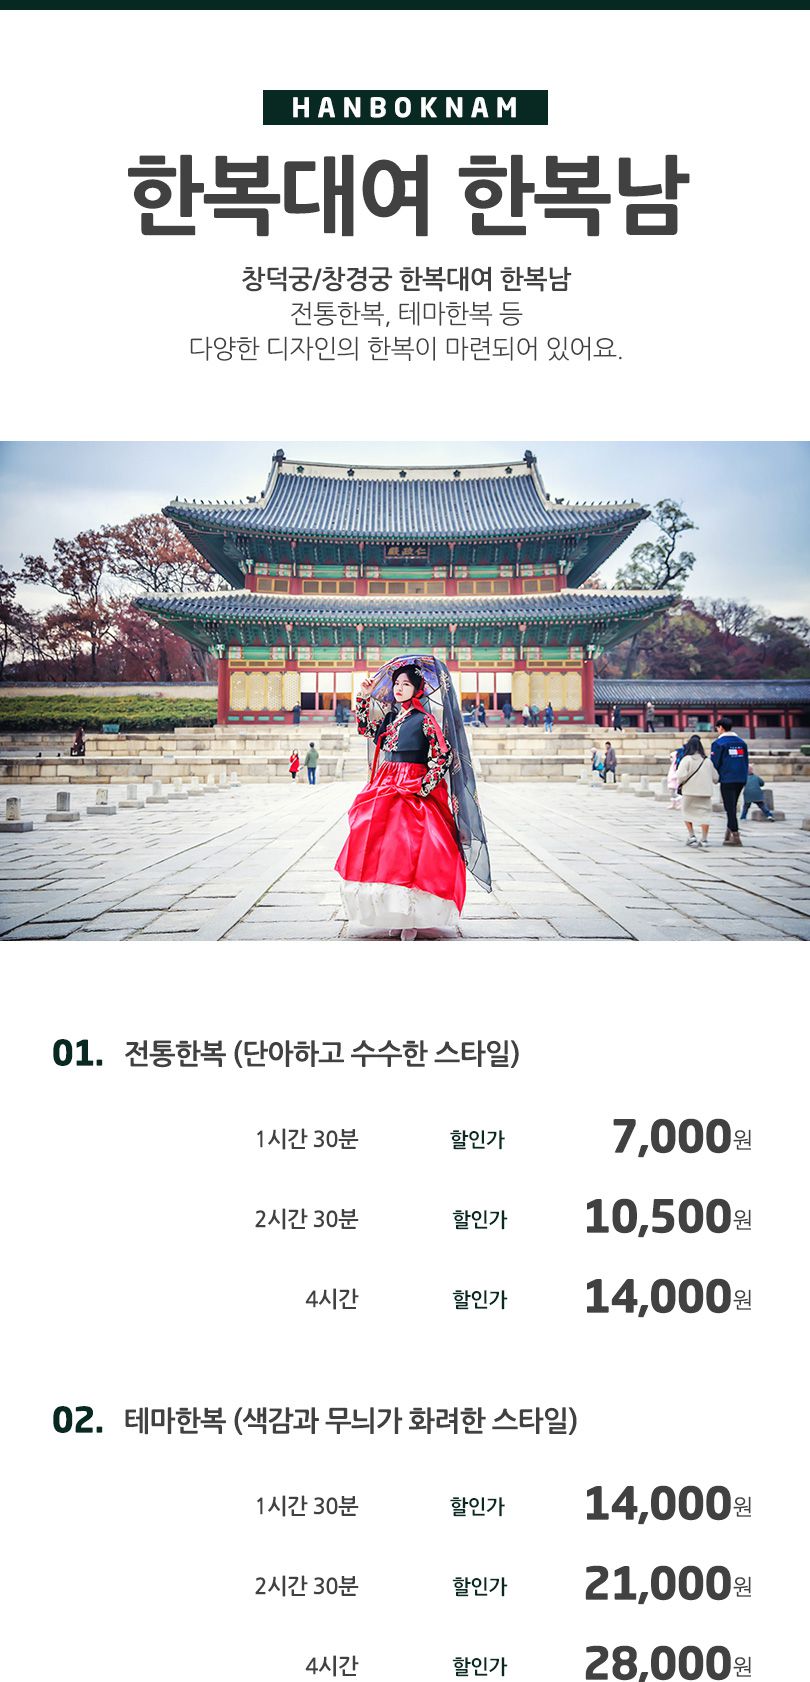 HANBOKNAM
한복대여 한복남
창덕궁/창경궁 한복대여 한복남
전통한복, 테마한복 등
다양한 디자인의 한복이 마련되어 있어요.
殿政仁
01. 전통한복 (단아하고 수수한 스타일)
1시간 30분 할인가 7,000원
2시간 30분 할인가 10,500원
4시간 할인가 14,000원
02. 테마한복 (색감과 무늬가 화려한 스타일)
1시간 30분 할인가 14,000원
2시간 30분 할인가 21,000원
4시간 할인가 28,000원